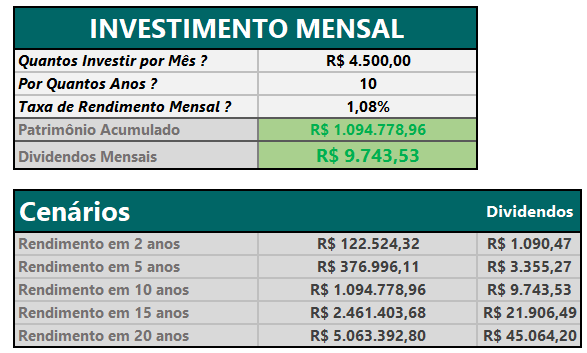 INVESTIMENTO MENSAL
Quantos Investir por Mês ? R$ 4.500,00
Por Quantos Anos ? 10
Taxa de Rendimento Mensal ? 1,08%
Patrimônio Acumulado R$ 1.094.778,96
Dividendos Mensais R$ 9.743,53
Cenários Dividendos
Rendimento em 2 anos R$ 122.524,32 R$ 1.090,47
Rendimento em 5 anos R$ 376.996,11 R$ 3.355,27
Rendimento em 10 anos R$ 1.094.778,96 R$ 9.743,53
Rendimento em 15 anos R$ 2.461.403,68 R$ 21.906,49
Rendimento em 20 anos R$ 5.063.392,80 R$ 45.064,20